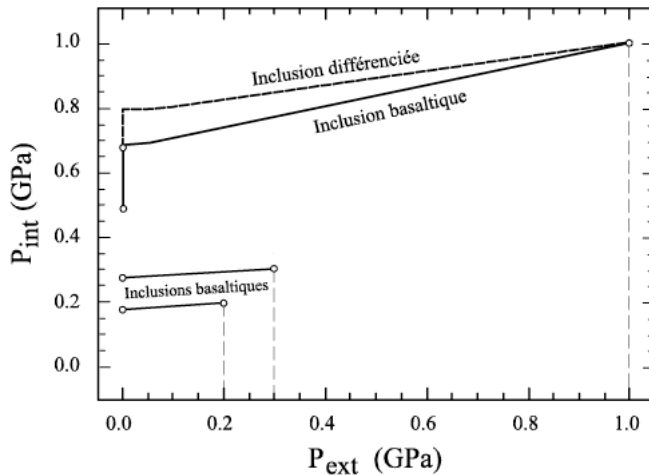 1.0
0.8
0.6
0.4
0.2
0.0
P_int (GPa)
Inclusion différenciée
Inclusion basaltique
Inclusions basaltiques
0.0
0.2
0.4
0.6
0.8
1.0
P_ext (GPa)